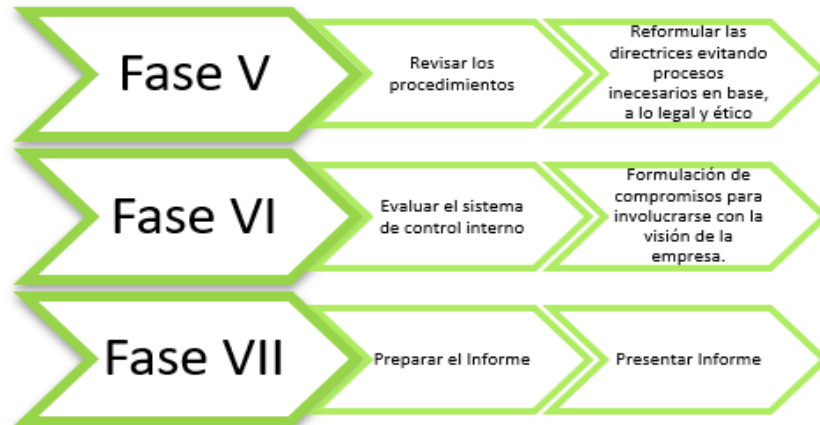 Fase V
Revisar los
procedimientos
Reformular las
directrices evitando
procesos
inecesarios en base,
a lo legal y ético
Fase VI
Evaluar el sistema
de control interno
Formulación de
compromisos para
involucrarse con la
visión de la
empresa.
Fase VII
Preparar el Informe
Presentar Informe